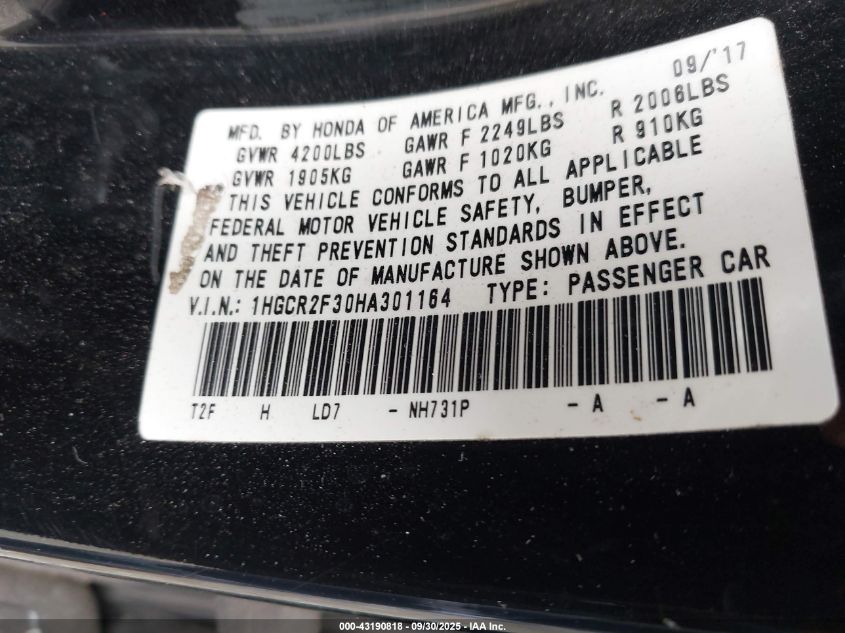 09/'17
MFD. BY HONDA OF AMERICA MFG., INC.
GVWR 4200LBS GAWR F 2249LBS R 2006LBS
GVWR 1905KG GAWR F 1020KG R 910KG
THIS VEHICLE CONFORMS TO ALL APPLICABLE
FEDERAL MOTOR VEHICLE SAFETY, BUMPER,
AND THEFT PREVENTION STANDARDS IN EFFECT
ON THE DATE OF MANUFACTURE SHOWN ABOVE.
V.I.N.: 1HGCR2F30HA301164 TYPE: PASSENGER CAR
T2F H LD7 - NH731P - A - A
000-43190818 - 09/30/2025 - IAA Inc.